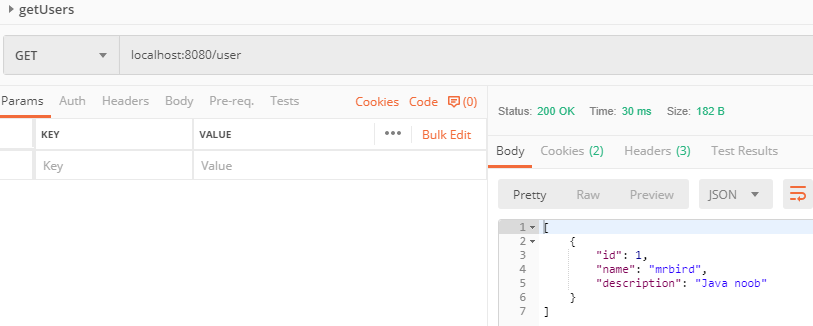 getUsers
GET localhost:8080/user
Params Auth Headers Body Pre-req. Tests Cookies Code (0)
KEY VALUE ••• Bulk Edit
Key Value
Status: 200 OK Time: 30 ms Size: 182 B
Body Cookies (2) Headers (3) Test Results
Pretty Raw Preview JSON
1 [
2 {
3 "id": 1,
4 "name": "mrbird",
5 "description": "Java noob"
6 }
7 ]